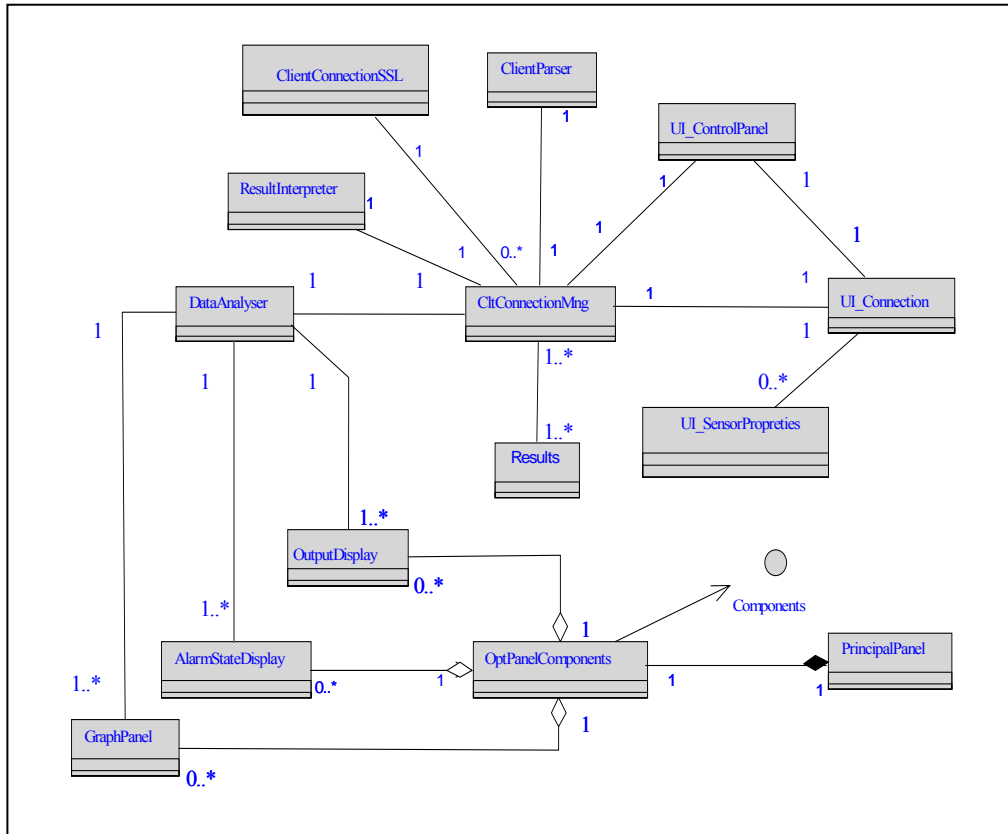 ClientConnectionSSL
ClientParser
1
UI_ControlPanel
1
ResultInterpreter
1
1
1
1
1
1
0..*
1
1
1
1
1
DataAnalyser
CltConnectionMng
1
UI_Connection
1
1
1
1
1..*
0..*
UI_SensorPropreties
1..*
Results
1..*
OutputDisplay
0..*
Components
1..*
1
AlarmStateDisplay
OptPanelComponents
PrincipalPanel
0..*
1
1
1
1..*
1
GraphPanel
0..*